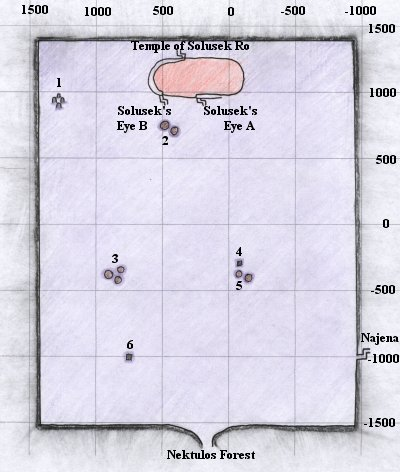 1500 1000 500 0 -500 -1000
1500
Temple of Solusek Ro
1
1000
Solusek's Eye B
Solusek's Eye A
2
500
0
3
4
5
-500
Najena
6
-1000
-1500
Nektulos Forest